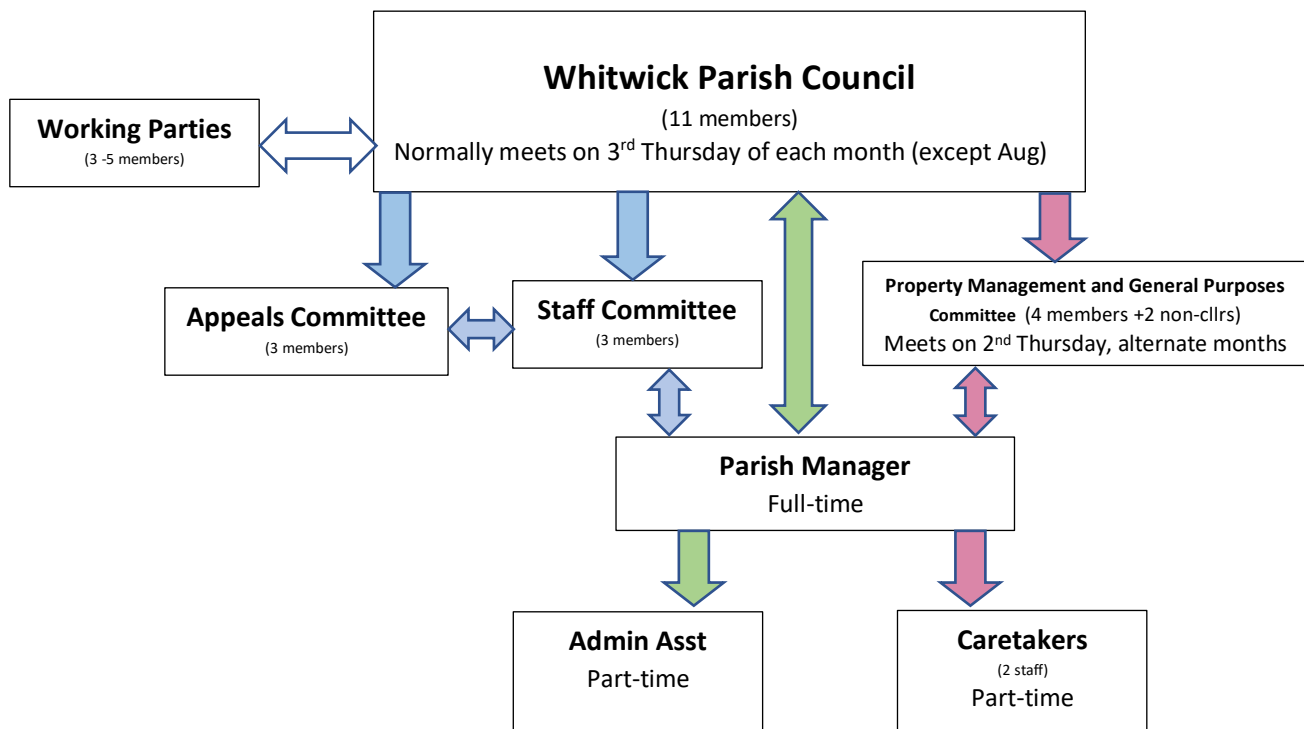 Whitwick Parish Council
(11 members)
Normally meets on 3rd Thursday of each month (except Aug)
Working Parties
(3 -5 members)
Appeals Committee
(3 members)
Staff Committee
(3 members)
Property Management and General Purposes
Committee (4 members +2 non-cllrs)
Meets on 2nd Thursday, alternate months
Parish Manager
Full-time
Admin Asst
Part-time
Caretakers
(2 staff)
Part-time